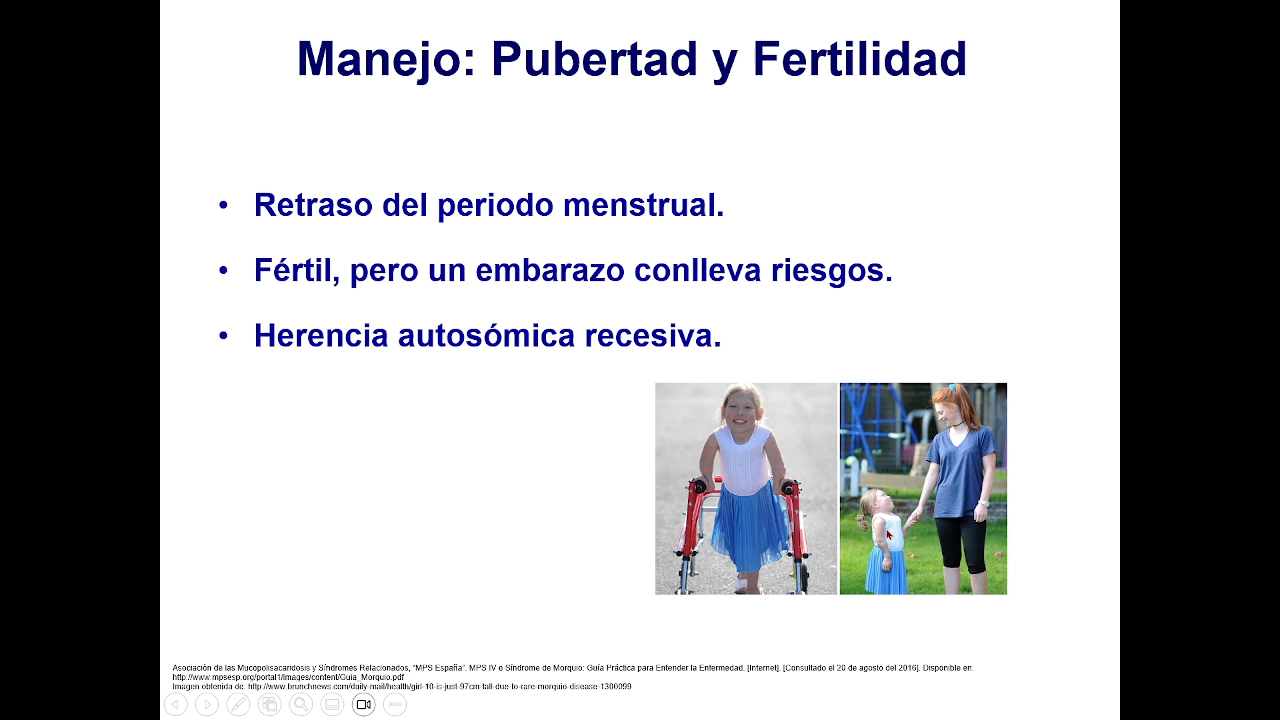 Manejo: Pubertad y Fertilidad
• Retraso del periodo menstrual.
• Fértil, pero un embarazo conlleva riesgos.
• Herencia autosómica recesiva.
Asociación de las Mucopolisacaridosis y Síndromes Relacionados, "MPS España". MPS IV o Síndrome de Morquio: Guía Práctica para Entender la Enfermedad. [Internet]. [Consultado el 20 de agosto del 2016]. Disponible en:
http://www.mpsesp.org/portal1/images/content/Guia_Morquio.pdf
Imagen obtenida de: http://www.brunchnews.com/daily-mail/health/girl-10-is-just-97cm-tall-due-to-rare-morquio-disease-1300099